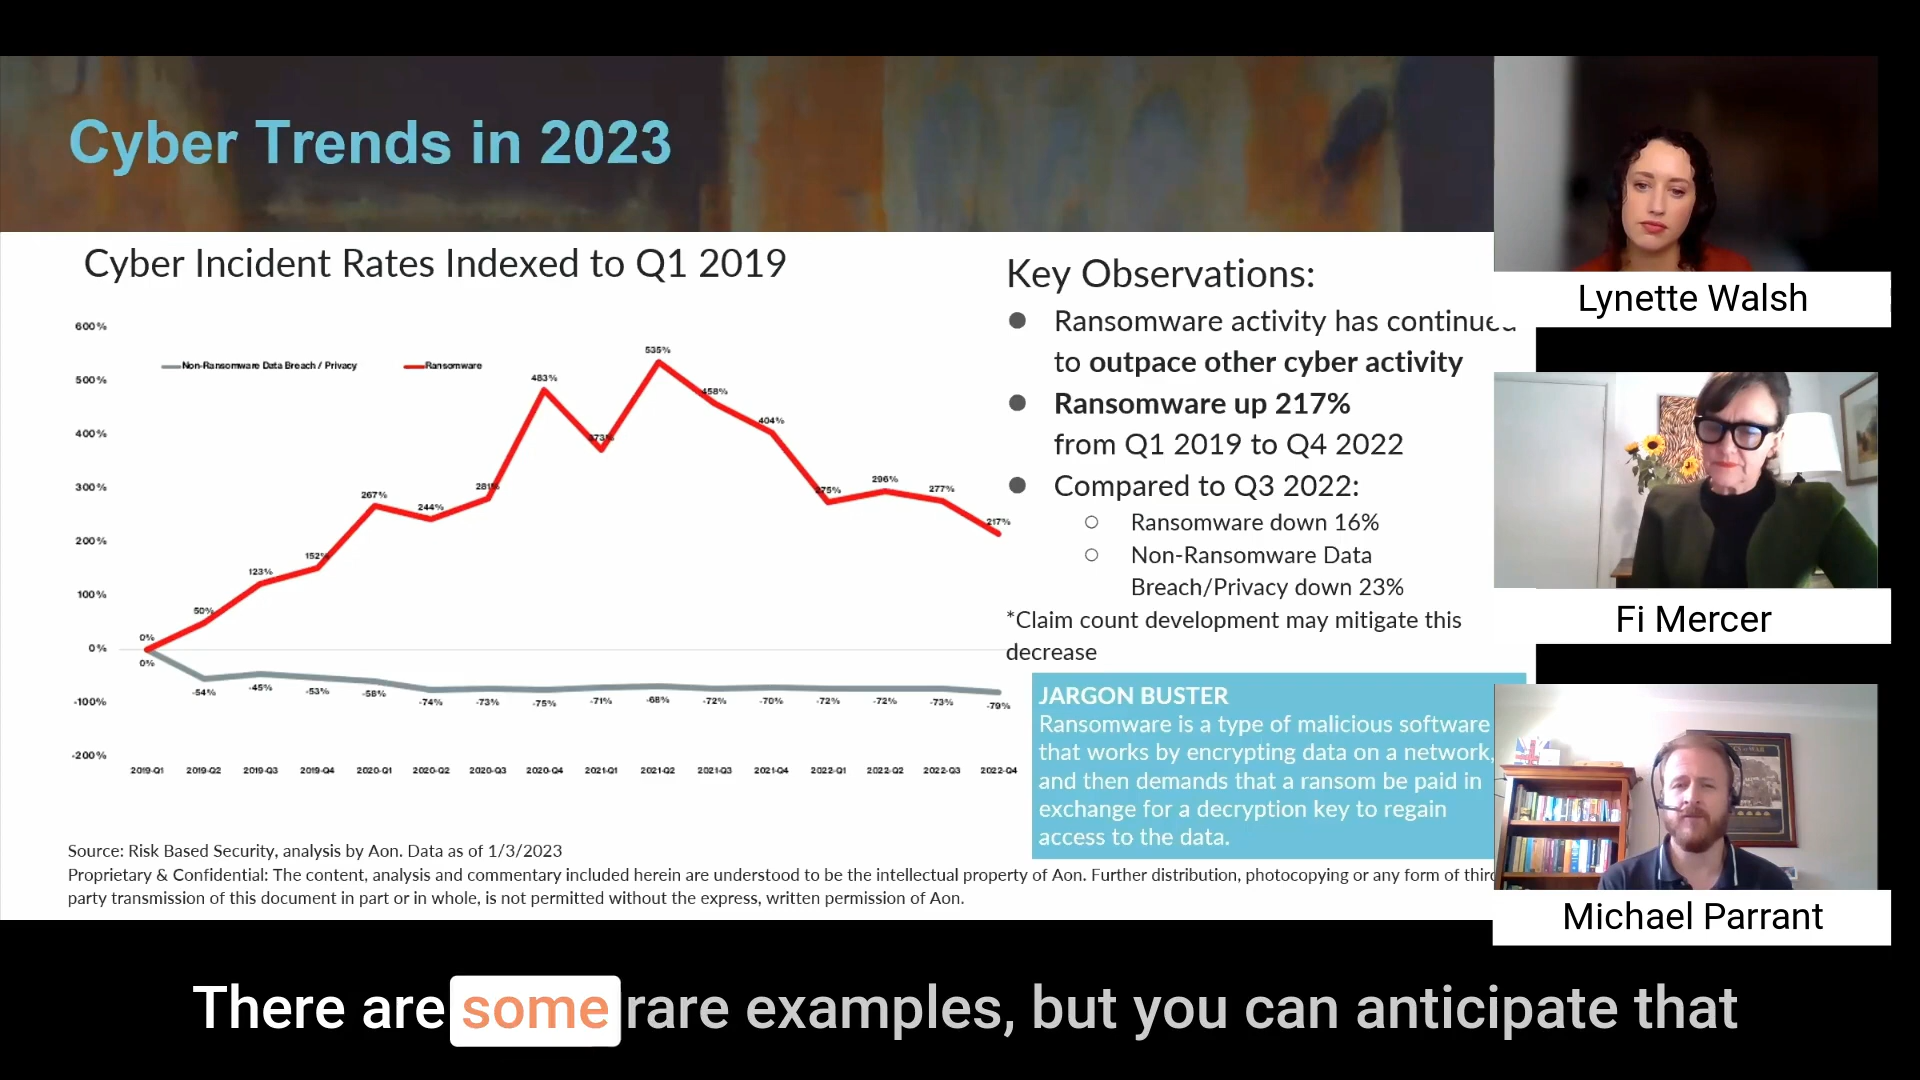 Cyber Trends in 2023
Cyber Incident Rates Indexed to Q1 2019
600%
500%
400%
300%
200%
100%
0%
-100%
-200%
Non-Ransomware Data Breach / Privacy
Ransomware
0%
50%
123%
152%
267%
244%
281%
483%
373%
535%
458%
404%
275%
296%
277%
217%
0%
-54%
-45%
-53%
-58%
-74%
-73%
-75%
-71%
-68%
-72%
-70%
-72%
-72%
-73%
-79%
2019-Q1 2019-Q2 2019-Q3 2019-Q4 2020-Q1 2020-Q2 2020-Q3 2020-Q4 2021-Q1 2021-Q2 2021-Q3 2021-Q4 2022-Q1 2022-Q2 2022-Q3 2022-Q4
Key Observations:
Ransomware activity has continued
to outpace other cyber activity
Ransomware up 217%
from Q1 2019 to Q4 2022
Compared to Q3 2022:
Ransomware down 16%
Non-Ransomware Data
Breach/Privacy down 23%
*Claim count development may mitigate this
decrease
JARGON BUSTER
Ransomware is a type of malicious software
that works by encrypting data on a network,
and then demands that a ransom be paid in
exchange for a decryption key to regain
access to the data.
Source: Risk Based Security, analysis by Aon. Data as of 1/3/2023
Proprietary & Confidential: The content, analysis and commentary included herein are understood to be the intellectual property of Aon. Further distribution, photocopying or any form of third
party transmission of this document in part or in whole, is not permitted without the express, written permission of Aon.
Lynette Walsh
Fi Mercer
Michael Parrant
There are some rare examples, but you can anticipate that